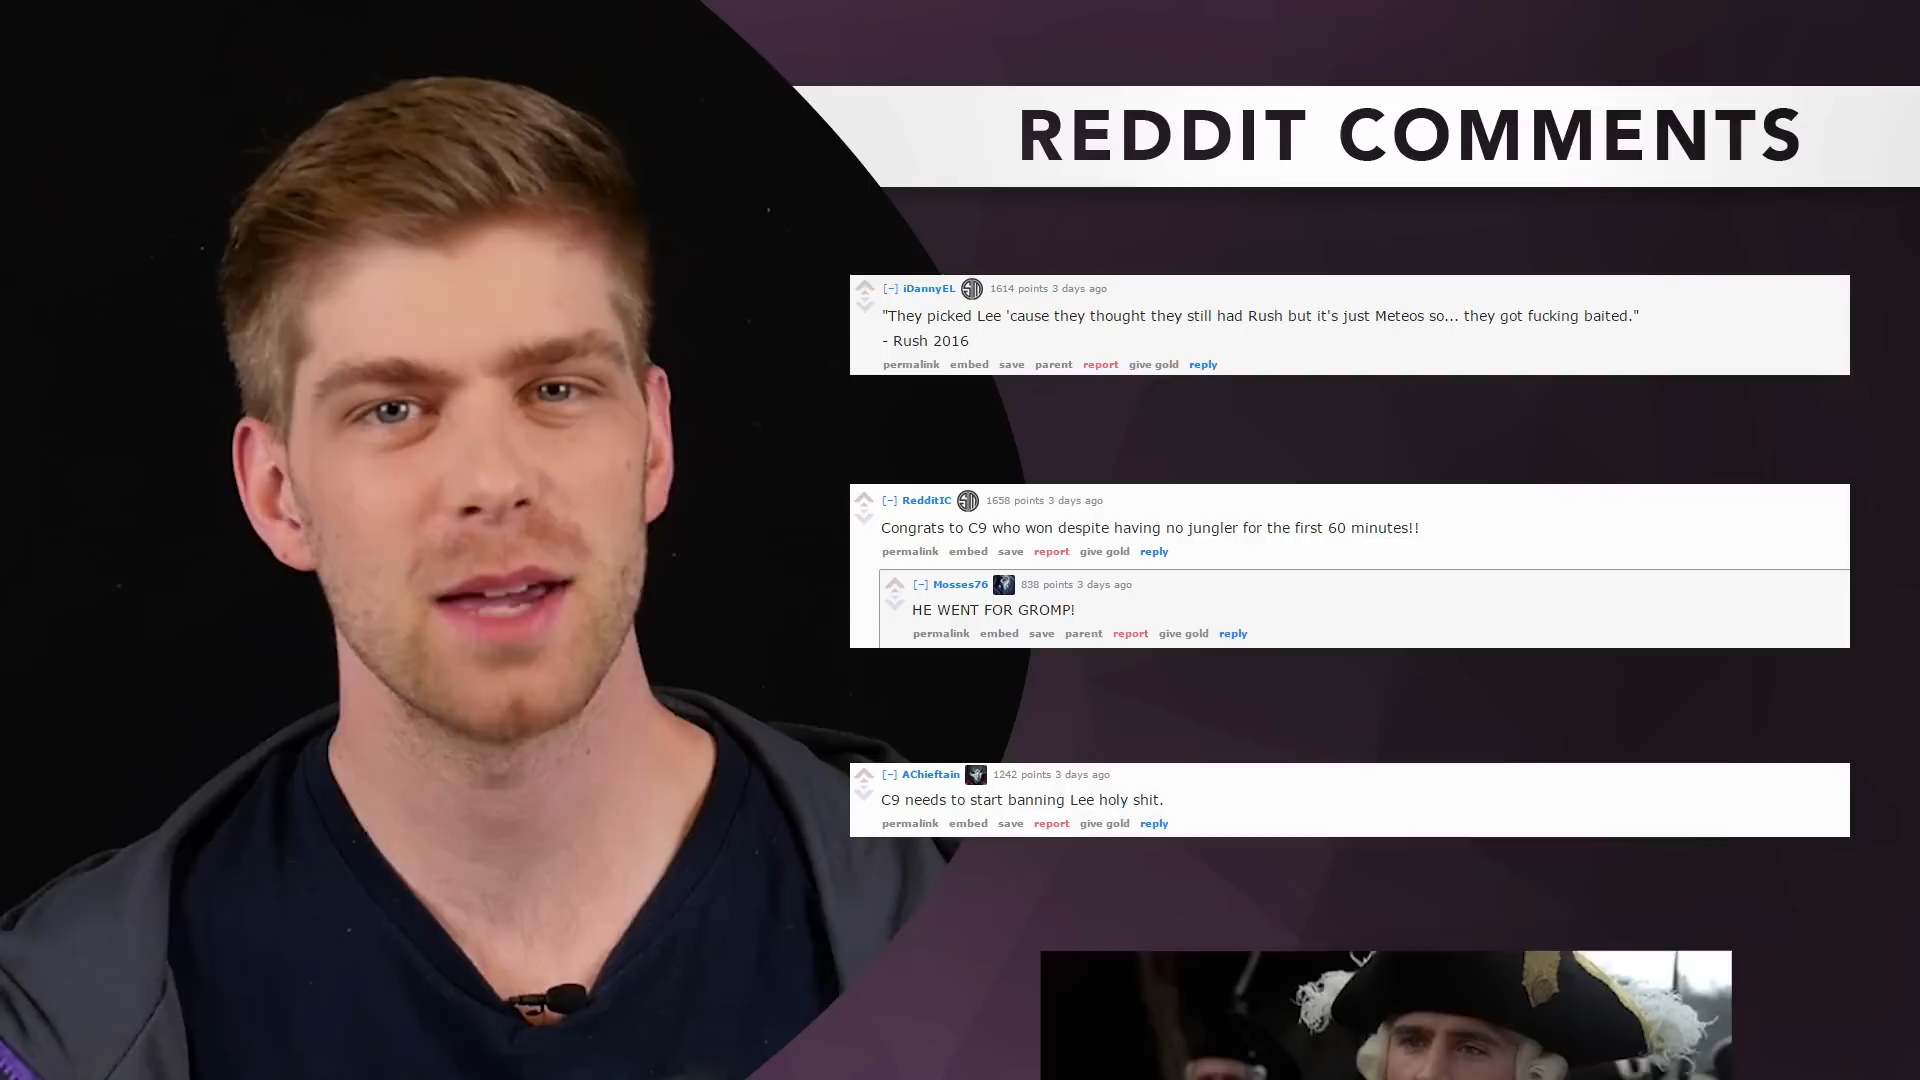 REDDIT COMMENTS
[–] iDannyEL 1614 points 3 days ago
"They picked Lee 'cause they thought they still had Rush but it's just Meteos so... they got fucking baited."
- Rush 2016
permalink embed save parent report give gold reply
[–] RedditIC 1658 points 3 days ago
Congrats to C9 who won despite having no jungler for the first 60 minutes!!
permalink embed save report give gold reply
[–] Mosses76 838 points 3 days ago
HE WENT FOR GROMP!
permalink embed save parent report give gold reply
[–] AChieftain 1242 points 3 days ago
C9 needs to start banning Lee holy shit.
permalink embed save report give gold reply